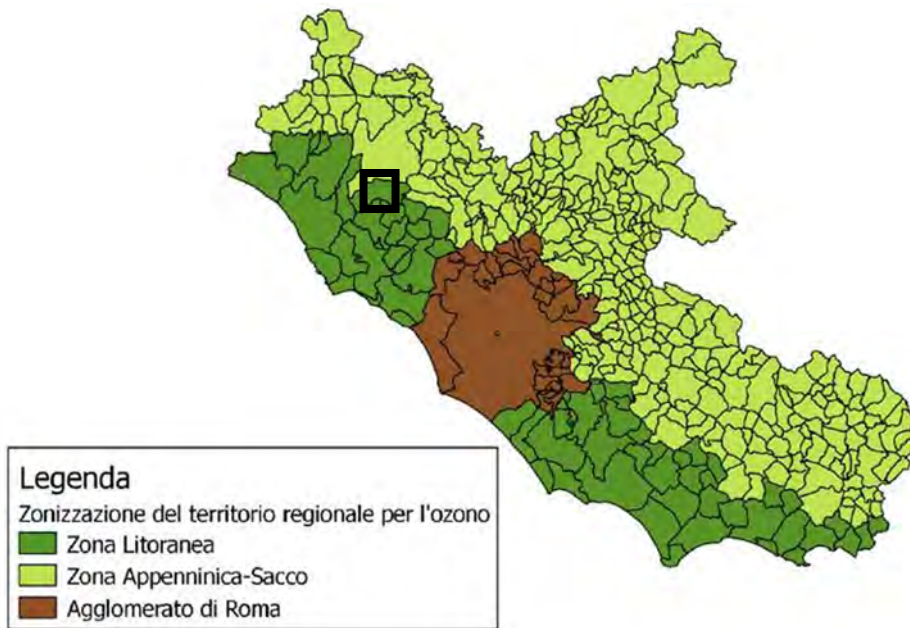 Legenda
Zonizzazione del territorio regionale per l'ozono
Zona Litoranea
Zona Appenninica-Sacco
Agglomerato di Roma